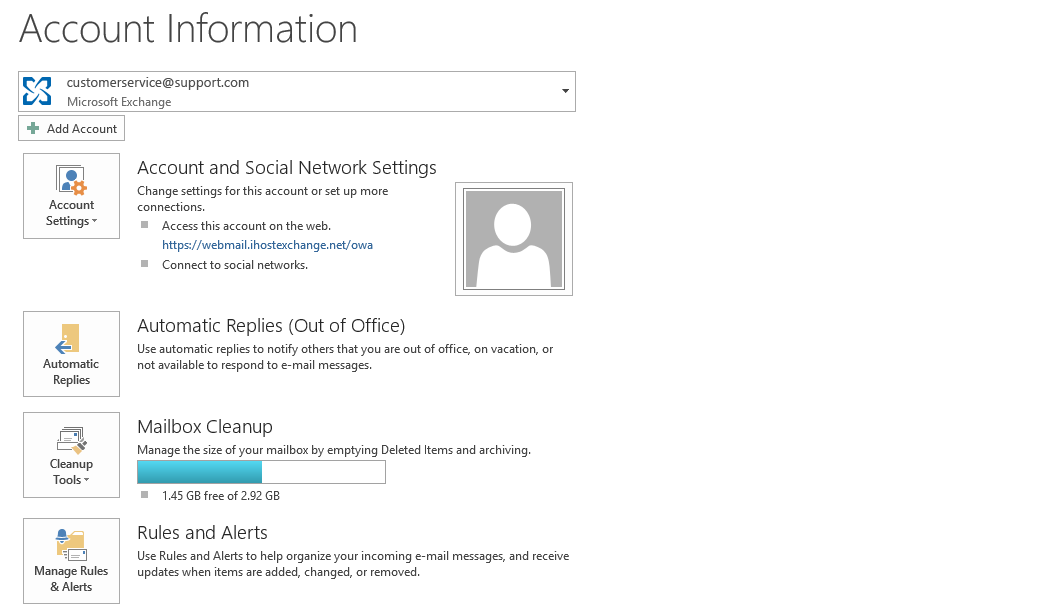 Account Information
customerservice@support.com
Microsoft Exchange
Add Account
Account
Settings
Account and Social Network Settings
Change settings for this account or set up more
connections.
Access this account on the web.
https://webmail.ihostexchange.net/owa
Connect to social networks.
Automatic
Replies
Automatic Replies (Out of Office)
Use automatic replies to notify others that you are out of office, on vacation, or
not available to respond to e-mail messages.
Cleanup
Tools
Mailbox Cleanup
Manage the size of your mailbox by emptying Deleted Items and archiving.
1.45 GB free of 2.92 GB
Manage Rules
& Alerts
Rules and Alerts
Use Rules and Alerts to help organize your incoming e-mail messages, and receive
updates when items are added, changed, or removed.